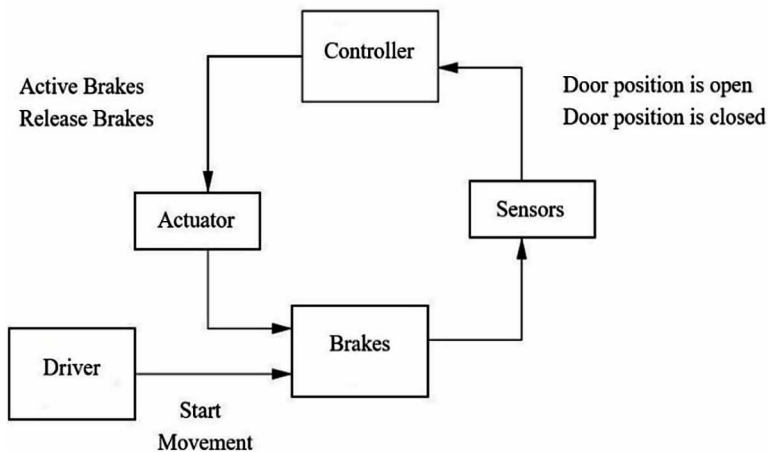 Controller
Active Brakes
Release Brakes
Door position is open
Door position is closed
Actuator
Sensors
Brakes
Driver
Start
Movement